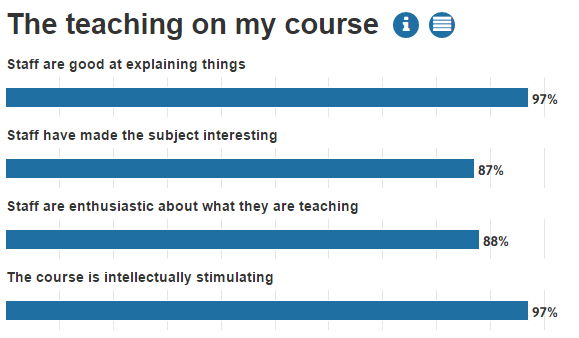 The teaching on my course i
Staff are good at explaining things
97%
Staff have made the subject interesting
87%
Staff are enthusiastic about what they are teaching
88%
The course is intellectually stimulating
97%